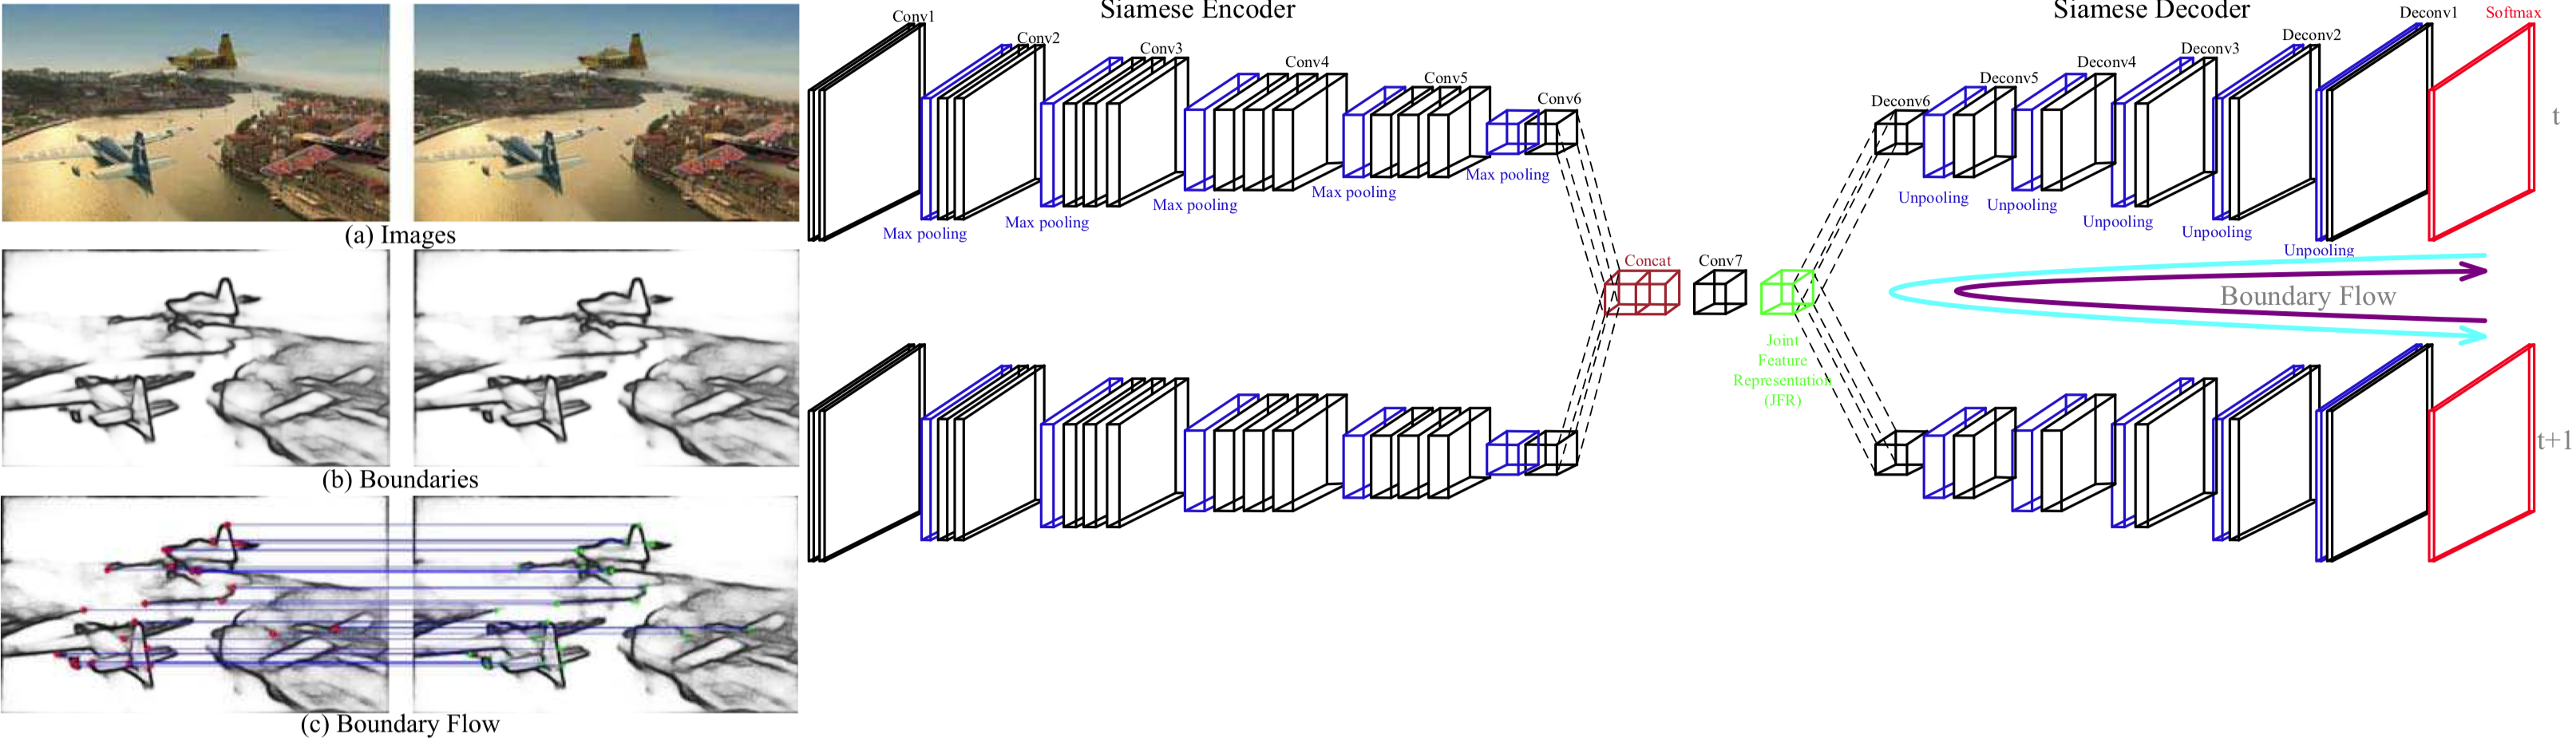 (a) Images
(b) Boundaries
(c) Boundary Flow
Siamese Encoder
Conv1
Conv2
Conv3
Conv4
Conv5
Conv6
Max pooling
Max pooling
Max pooling
Max pooling
Max pooling
Concat
Conv7
Joint
Feature
Representation
(JFR)
Siamese Decoder
Deconv6
Deconv5
Deconv4
Deconv3
Deconv2
Deconv1
Softmax
Unpooling
Unpooling
Unpooling
Unpooling
Unpooling
t
Boundary Flow
t+1